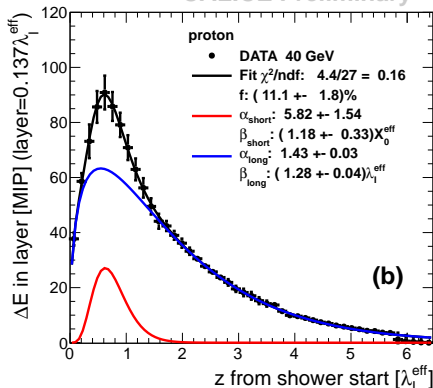 proton
DATA 40 GeV
Fit χ²/ndf: 4.4/27 = 0.16
f: ( 11.1 +- 1.8)%
α_short: 5.82 +- 1.54
β_short: ( 1.18 - 0.33)X_0^eff
α_long: 1.43 +- 0.03
β_long: ( 1.28 - 0.04)λ_I^eff
(b)
ΔE in layer [MIP] (layer=0.137λ_I^eff)
120
100
80
60
40
20
0
0 1 2 3 4 5 6
z from shower start [λ_I^eff]